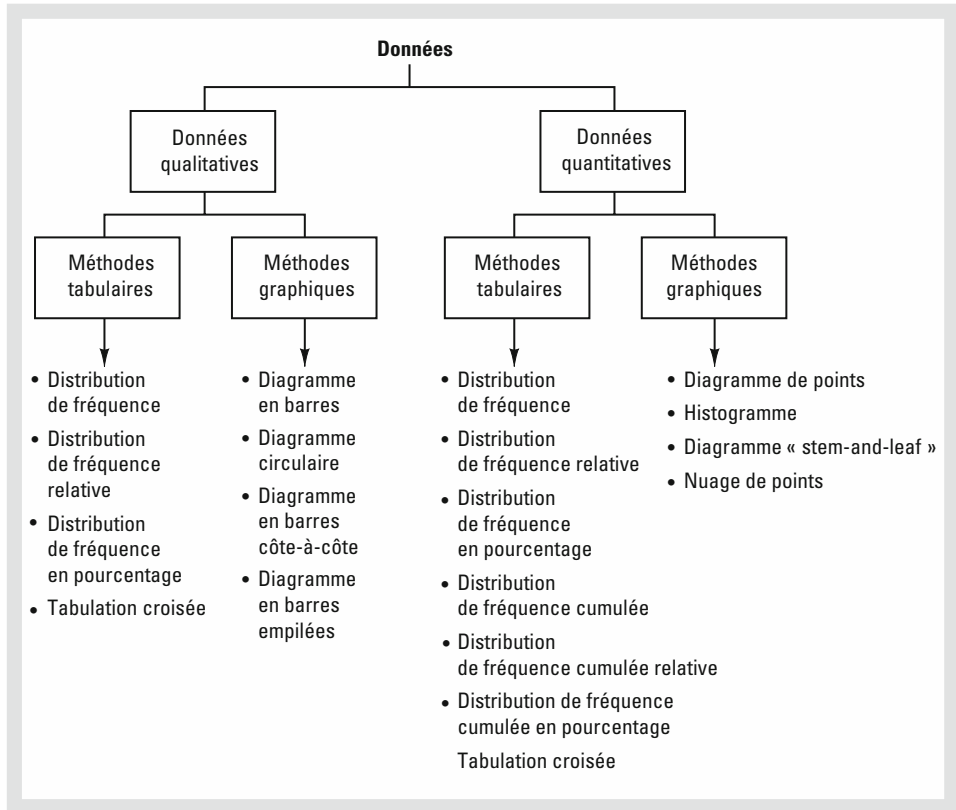 Données
Données
qualitatives
Données
quantitatives
Méthodes
tabulaires
Méthodes
graphiques
Méthodes
tabulaires
Méthodes
graphiques
• Distribution
de fréquence
• Distribution
de fréquence
relative
• Distribution
de fréquence
en pourcentage
• Tabulation croisée
• Diagramme
en barres
• Diagramme
circulaire
• Diagramme
en barres
côte-à-côte
• Diagramme
en barres
empilées
• Distribution
de fréquence
• Distribution
de fréquence relative
• Distribution
de fréquence
en pourcentage
• Distribution
de fréquence cumulée
• Distribution
de fréquence cumulée relative
• Distribution de fréquence
cumulée en pourcentage
Tabulation croisée
• Diagramme de points
• Histogramme
• Diagramme « stem-and-leaf »
• Nuage de points